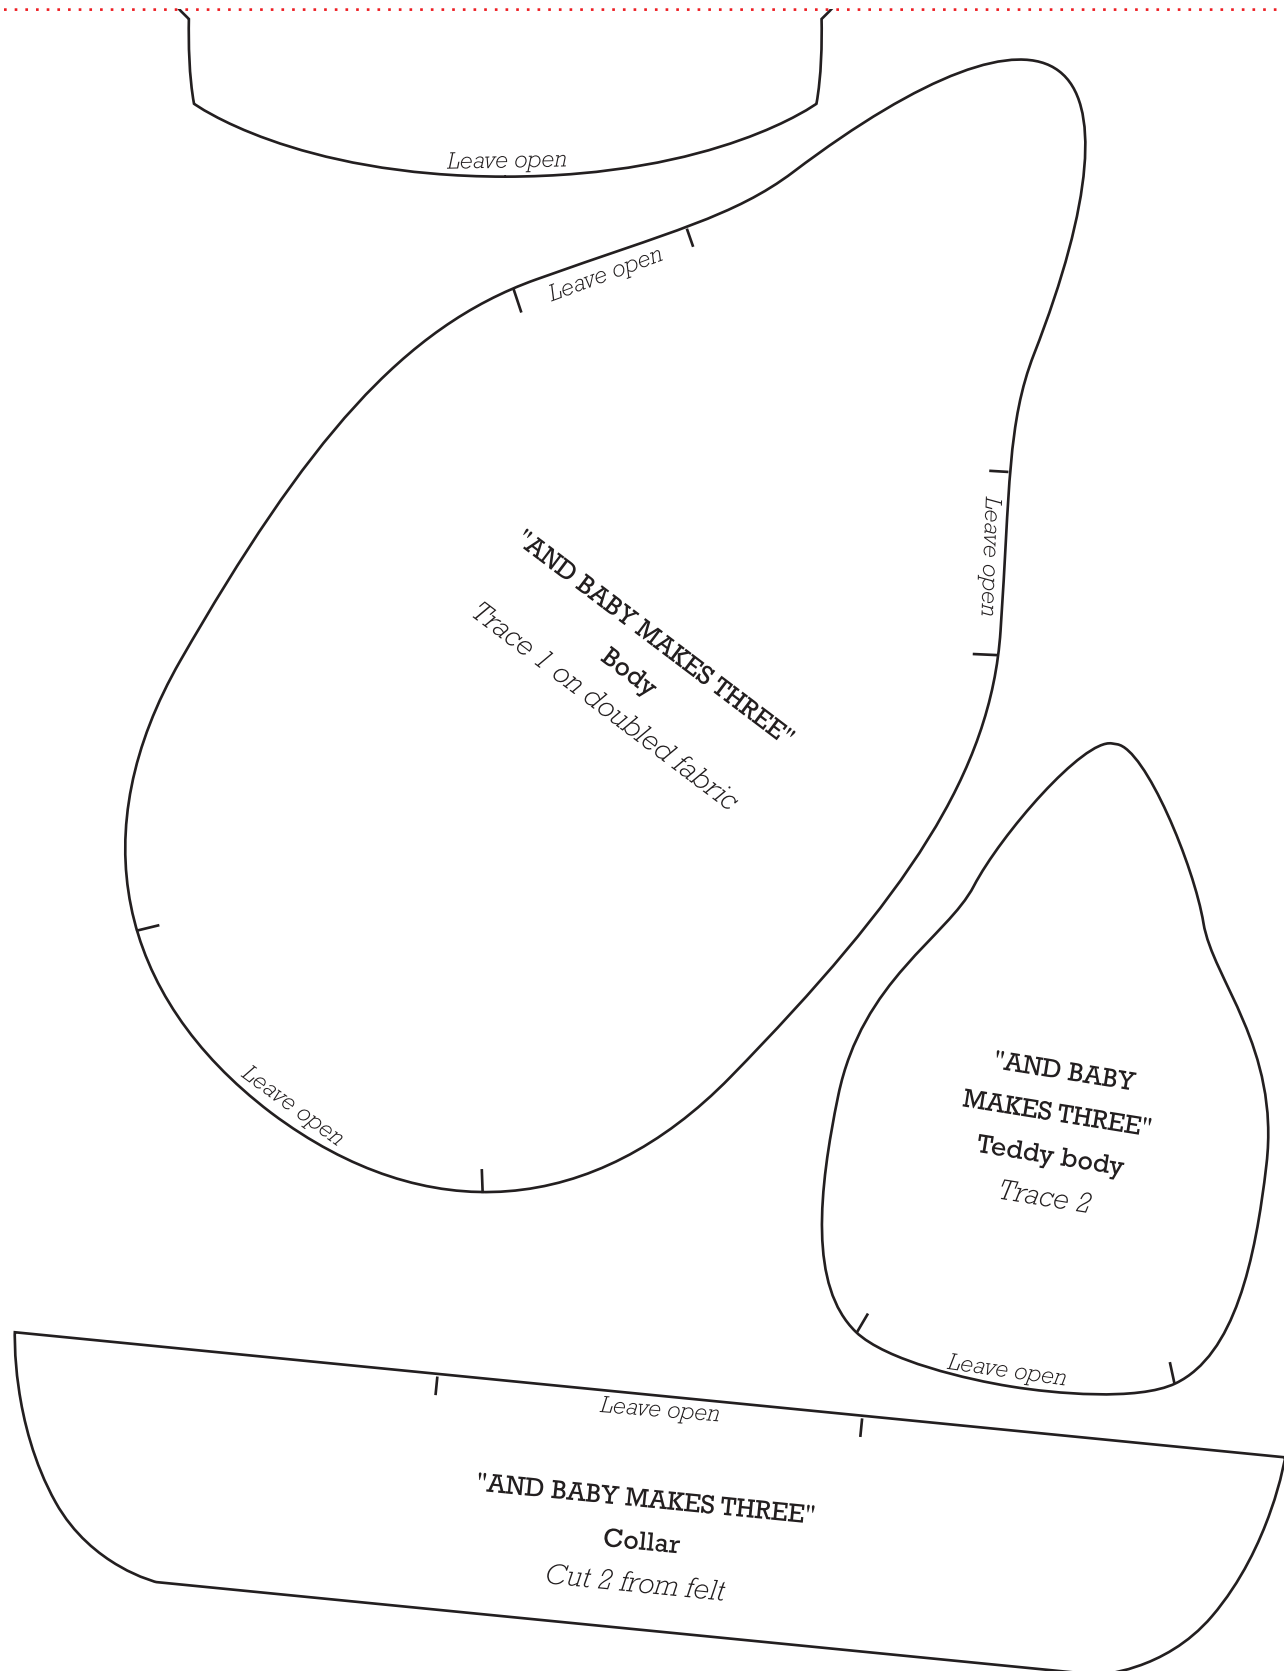 Leave open
Leave open
Leave open
"AND BABY MAKES THREE"
Body
Trace 1 on doubled fabric
Leave open
"AND BABY
MAKES THREE"
Teddy body
Trace 2
Leave open
Leave open
"AND BABY MAKES THREE"
Collar
Cut 2 from felt